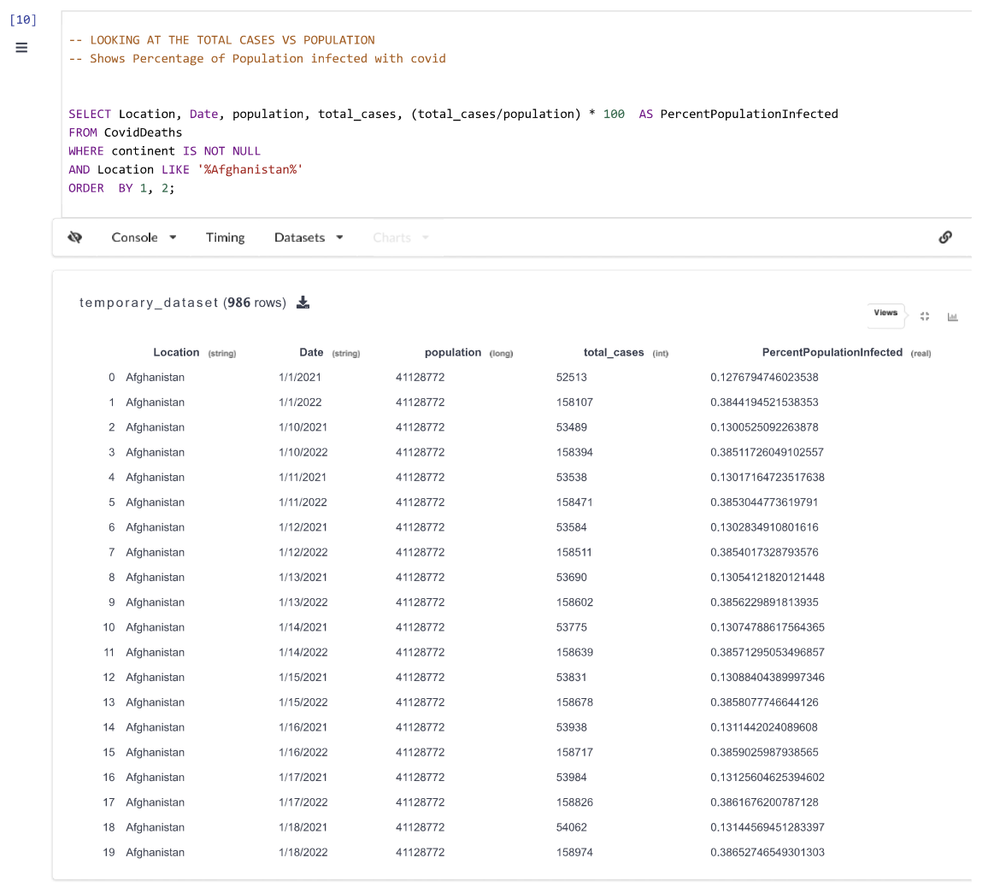 [10]
-- LOOKING AT THE TOTAL CASES VS POPULATION
-- Shows Percentage of Population infected with covid
SELECT Location, Date, population, total_cases, (total_cases/population) * 100  AS PercentPopulationInfected
FROM CovidDeaths
WHERE continent IS NOT NULL
AND Location LIKE '%Afghanistan%'
ORDER  BY 1, 2;
Console Timing Datasets Charts
temporary_dataset (986 rows)
Views
Location (string) Date (string) population (long) total_cases (int) PercentPopulationInfected (real)
0 Afghanistan 1/1/2021 41128772 52513 0.1276794746023538
1 Afghanistan 1/1/2022 41128772 158107 0.3844194521538353
2 Afghanistan 1/10/2021 41128772 53489 0.1300525092263878
3 Afghanistan 1/10/2022 41128772 158394 0.38511726049102557
4 Afghanistan 1/11/2021 41128772 53538 0.13017164723517638
5 Afghanistan 1/11/2022 41128772 158471 0.3853044773619791
6 Afghanistan 1/12/2021 41128772 53584 0.1302834910801616
7 Afghanistan 1/12/2022 41128772 158511 0.3854017328793576
8 Afghanistan 1/13/2021 41128772 53690 0.13054121820121448
9 Afghanistan 1/13/2022 41128772 158602 0.3856229891813935
10 Afghanistan 1/14/2021 41128772 53775 0.13074788617564365
11 Afghanistan 1/14/2022 41128772 158639 0.38571295053496857
12 Afghanistan 1/15/2021 41128772 53831 0.13088404389997346
13 Afghanistan 1/15/2022 41128772 158678 0.3858077746644126
14 Afghanistan 1/16/2021 41128772 53938 0.1311442024089608
15 Afghanistan 1/16/2022 41128772 158717 0.3859025987938565
16 Afghanistan 1/17/2021 41128772 53984 0.13125604625394602
17 Afghanistan 1/17/2022 41128772 158826 0.3861676200787128
18 Afghanistan 1/18/2021 41128772 54062 0.13144569451283397
19 Afghanistan 1/18/2022 41128772 158974 0.38652746549301303